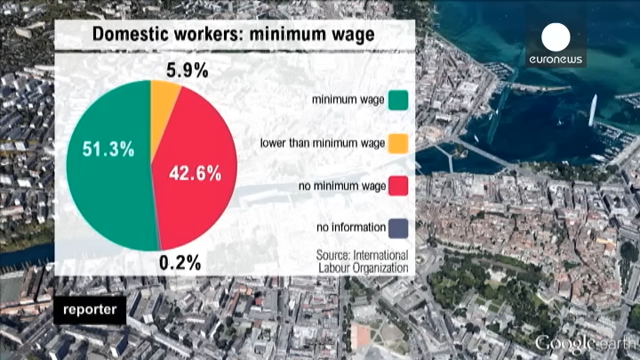 Domestic workers: minimum wage
euronews
5.9%
51.3%
42.6%
0.2%
minimum wage
lower than minimum wage
no minimum wage
no information
Source: International
Labour Organization
reporter
Google earth